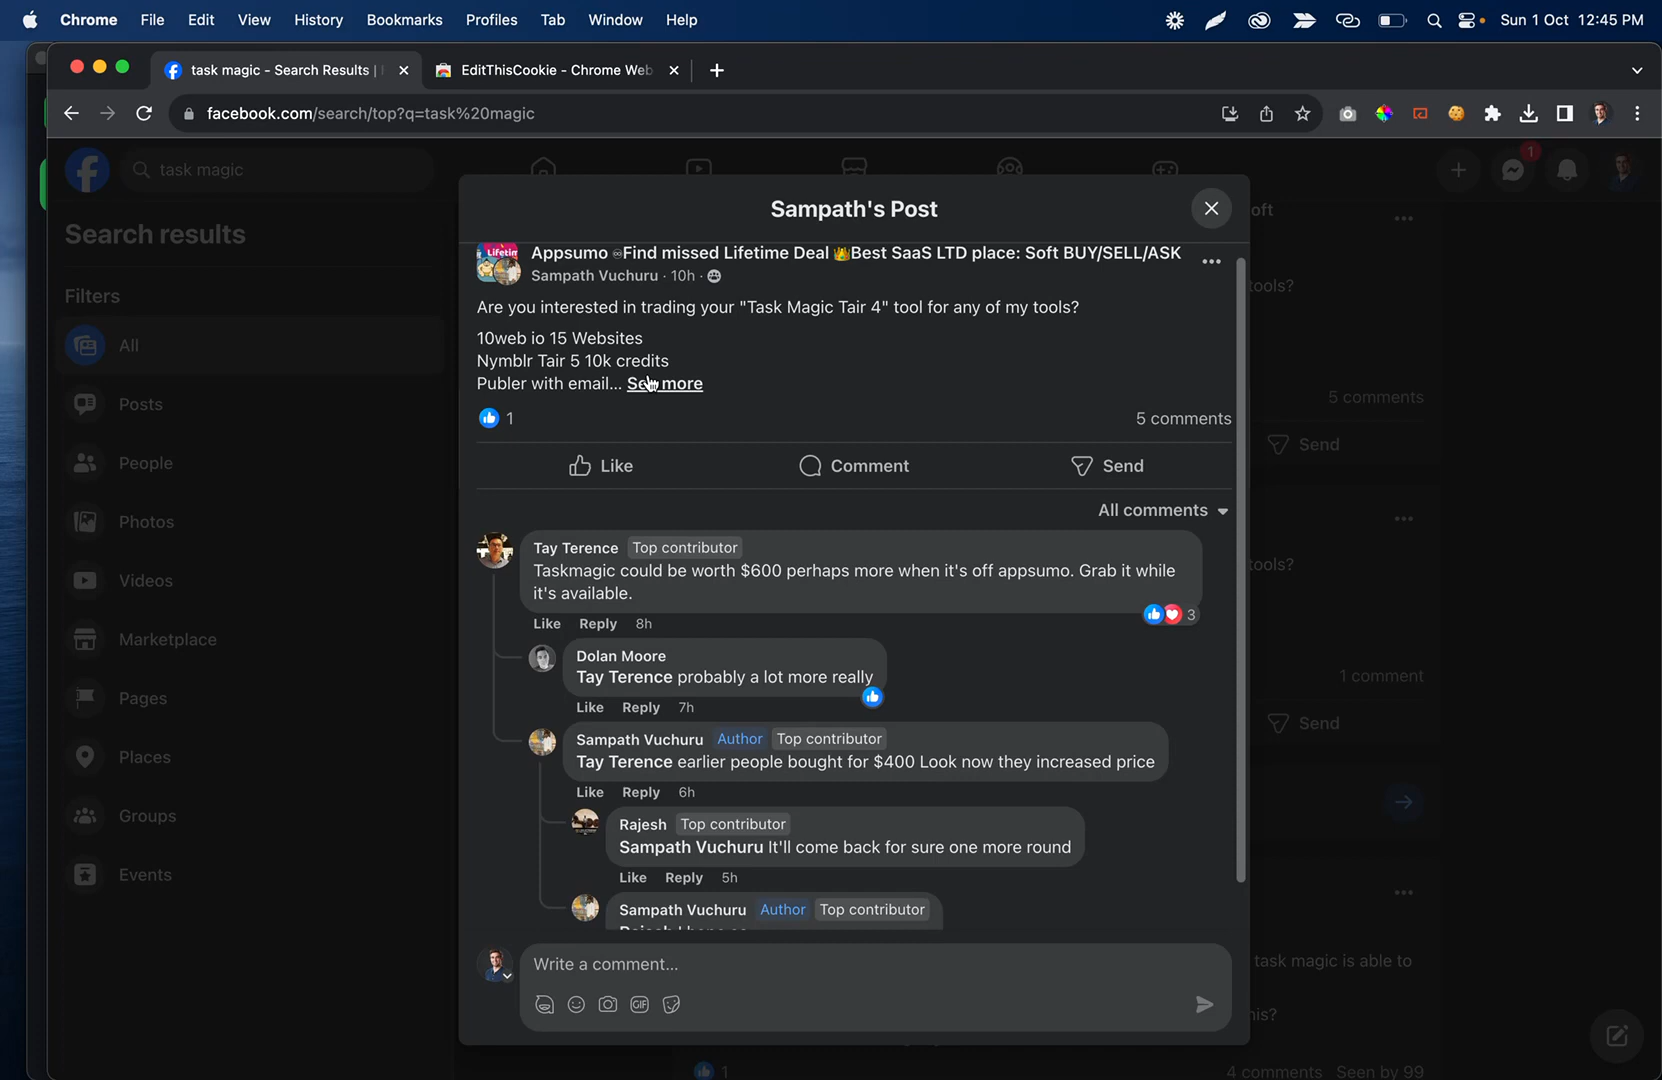 Chrome File Edit View History Bookmarks Profiles Tab Window Help Sun 1 Oct 12:45 PM
task magic - Search Results | EditThisCookie - Chrome Web
facebook.com/search/top?q=task%20magic
task magic
1
Search results
Filters
All
Posts
People
Photos
Videos
Marketplace
Pages
Places
Groups
Events
Sampath's Post
Lifetim
Appsumo ♾Find missed Lifetime Deal 👑Best SaaS LTD place: Soft BUY/SELL/ASK
Sampath Vuchuru · 10h ·
Are you interested in trading your "Task Magic Tair 4" tool for any of my tools?
10web io 15 Websites
Nymblr Tair 5 10k credits
Publer with email... See more
1
5 comments
Like Comment Send
All comments
Tay Terence Top contributor
Taskmagic could be worth $600 perhaps more when it's off appsumo. Grab it while
it's available.
3
Like Reply 8h
Dolan Moore
Tay Terence probably a lot more really
Like Reply 7h
Sampath Vuchuru Author Top contributor
Tay Terence earlier people bought for $400 Look now they increased price
Like Reply 6h
Rajesh Top contributor
Sampath Vuchuru It'll come back for sure one more round
Like Reply 5h
Sampath Vuchuru Author Top contributor
Write a comment...
GIF
oft
ools?
5 comments
Send
ools?
1 comment
Send
task magic is able to
his?
1
4 comments Seen by 99